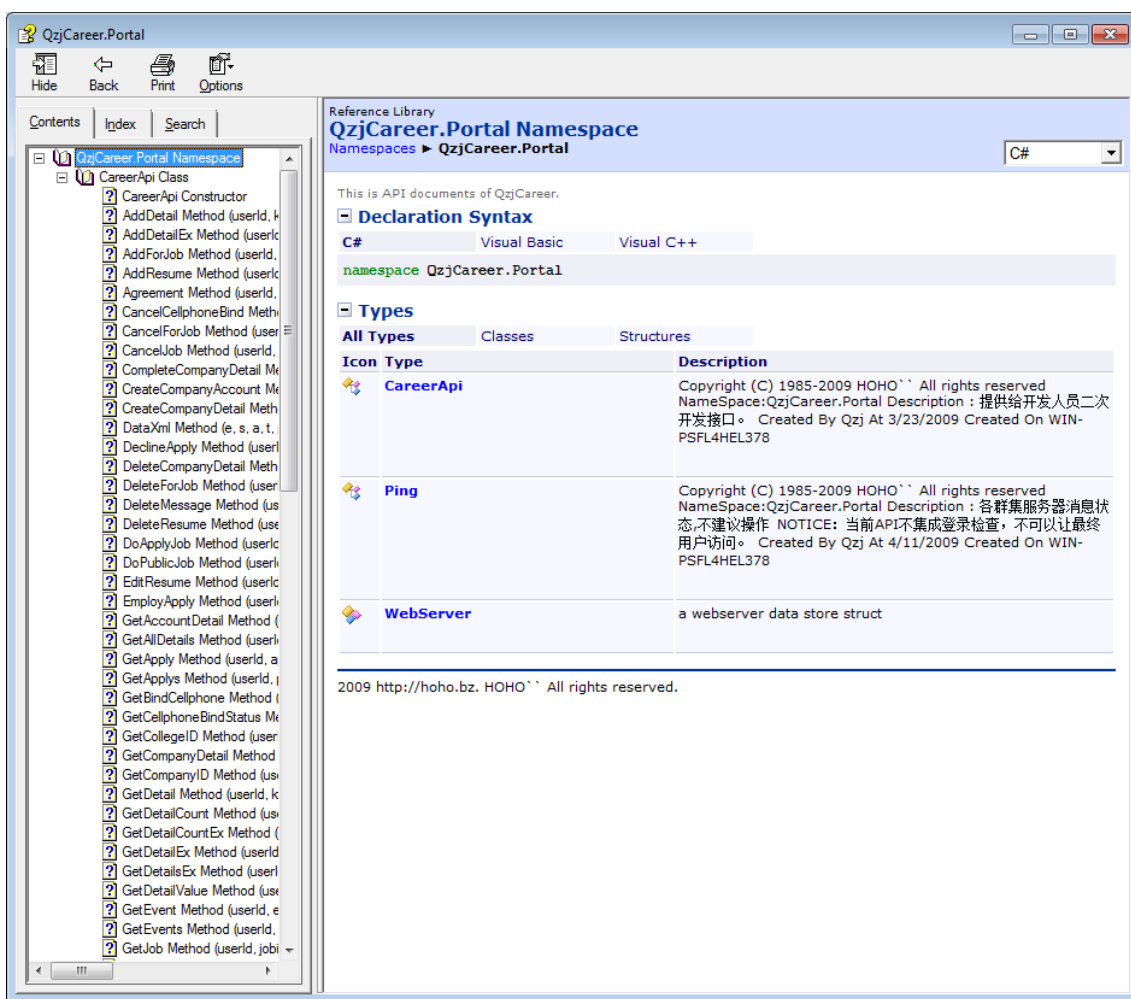 QzjCareer.Portal
Hide Back Print Options
Contents Index Search
QzjCareer.Portal Namespace
CareerApi Class
CareerApi Constructor
AddDetail Method (userId, k
AddDetailEx Method (userId
AddForJob Method (userId,
AddResume Method (userId
Agreement Method (userId,
CancelCellphoneBind Meth
CancelForJob Method (user
CancelJob Method (userId,
CompleteCompanyDetail Me
CreateCompanyAccount Me
CreateCompanyDetail Meth
DataXml Method (e, s, a, t,
DeclineApply Method (userI
DeleteCompanyDetail Meth
DeleteForJob Method (user
DeleteMessage Method (us
DeleteResume Method (use
DoApplyJob Method (userId
DoPublicJob Method (userI
EditResume Method (userId
EmployApply Method (userI
GetAccountDetail Method (
GetAllDetails Method (userI
GetApply Method (userId, a
GetApplys Method (userId,
GetBindCellphone Method (
GetCellphoneBindStatus Me
GetCollegeID Method (user
GetCompanyDetail Method
GetCompanyID Method (us
GetDetail Method (userId, k
GetDetailCount Method (us
GetDetailCountEx Method (
GetDetailEx Method (userId
GetDetailsEx Method (userI
GetDetailValue Method (use
GetEvent Method (userId, e
GetEvents Method (userId,
GetJob Method (userId, jobi
Reference Library
QzjCareer.Portal Namespace
Namespaces ► QzjCareer.Portal
C#
This is API documents of QzjCareer.
Declaration Syntax
C# Visual Basic Visual C++
namespace QzjCareer.Portal
Types
All Types Classes Structures
Icon Type Description
CareerApi Copyright (C) 1985-2009 HOHO`` All rights reserved
NameSpace:QzjCareer.Portal Description : 提供给开发人员二次
开发接口。 Created By Qzj At 3/23/2009 Created On WIN-
PSFL4HEL378
Ping Copyright (C) 1985-2009 HOHO`` All rights reserved
NameSpace:QzjCareer.Portal Description : 各群集服务器消息状
态,不建议操作 NOTICE: 当前API不集成登录检查，不可以让最终
用户访问。 Created By Qzj At 4/11/2009 Created On WIN-
PSFL4HEL378
WebServer a webserver data store struct
2009 http://hoho.bz. HOHO`` All rights reserved.